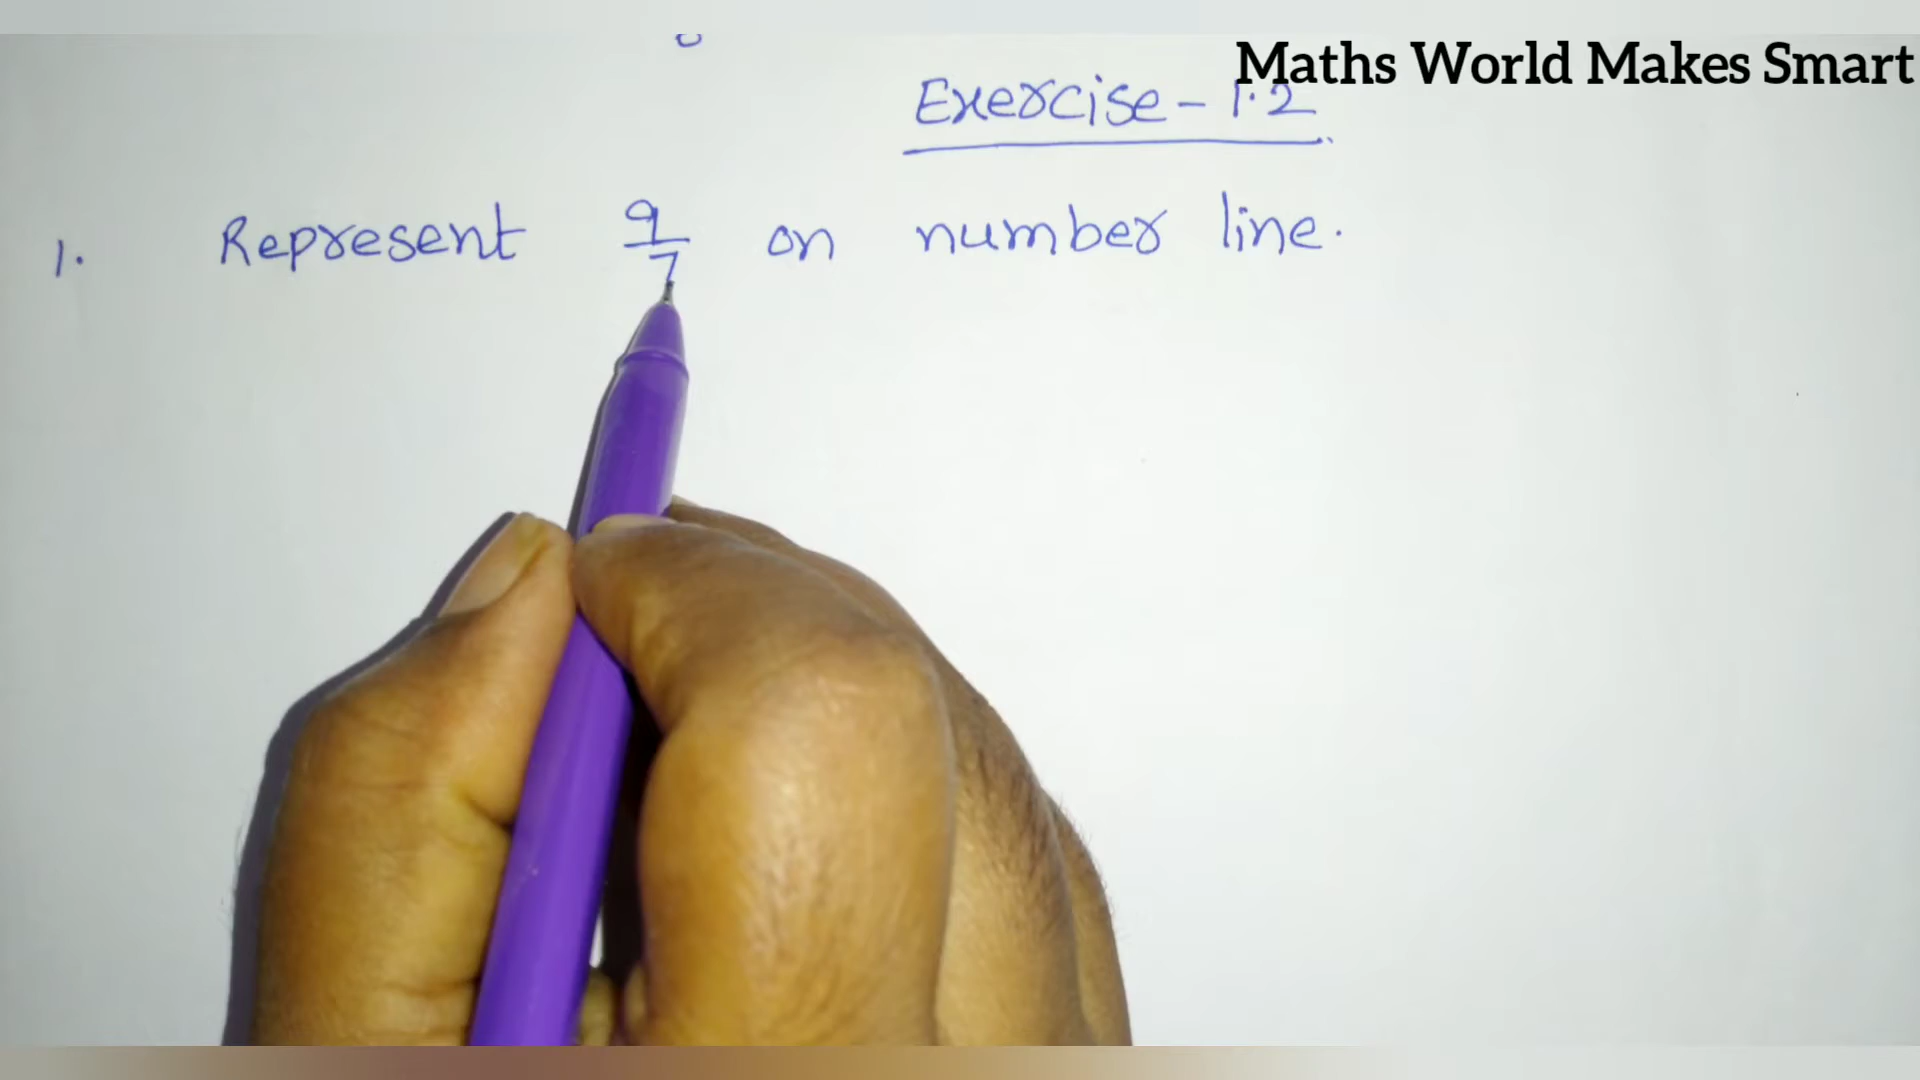 Maths World Makes Smart
Exercise - 1.2
1. Represent 9/7 on number line.